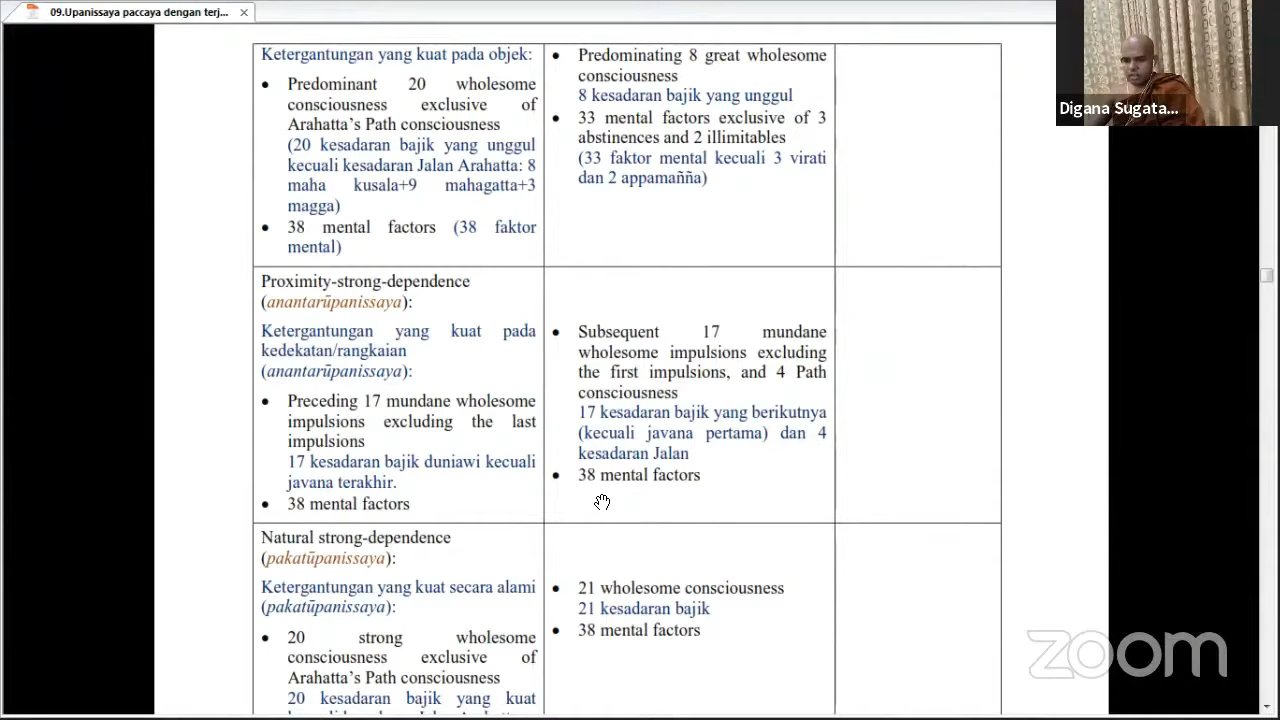 09.Upanissaya paccaya dengan terj...
Ketergantungan yang kuat pada objek:
• Predominant 20 wholesome
consciousness exclusive of
Arahatta's Path consciousness
(20 kesadaran bajik yang unggul
kecuali kesadaran Jalan Arahatta: 8
maha kusala+9 mahagatta+3
magga)
• 38 mental factors (38 faktor
mental)
• Predominating 8 great wholesome
consciousness
8 kesadaran bajik yang unggul
• 33 mental factors exclusive of 3
abstinences and 2 illimitables
(33 faktor mental kecuali 3 virati
dan 2 appamañña)
Proximity-strong-dependence
(anantarūpanissaya):
Ketergantungan yang kuat pada
kedekatan/rangkaian
(anantarūpanissaya):
• Preceding 17 mundane wholesome
impulsions excluding the last
impulsions
17 kesadaran bajik duniawi kecuali
javana terakhir.
• 38 mental factors
• Subsequent 17 mundane
wholesome impulsions excluding
the first impulsions, and 4 Path
consciousness
17 kesadaran bajik yang berikutnya
(kecuali javana pertama) dan 4
kesadaran Jalan
• 38 mental factors
Natural strong-dependence
(pakatūpanissaya):
Ketergantungan yang kuat secara alami
(pakatūpanissaya):
• 20 strong wholesome
consciousness exclusive of
Arahatta's Path consciousness
20 kesadaran bajik yang kuat
• 21 wholesome consciousness
21 kesadaran bajik
• 38 mental factors
Digana Sugata...
zoom